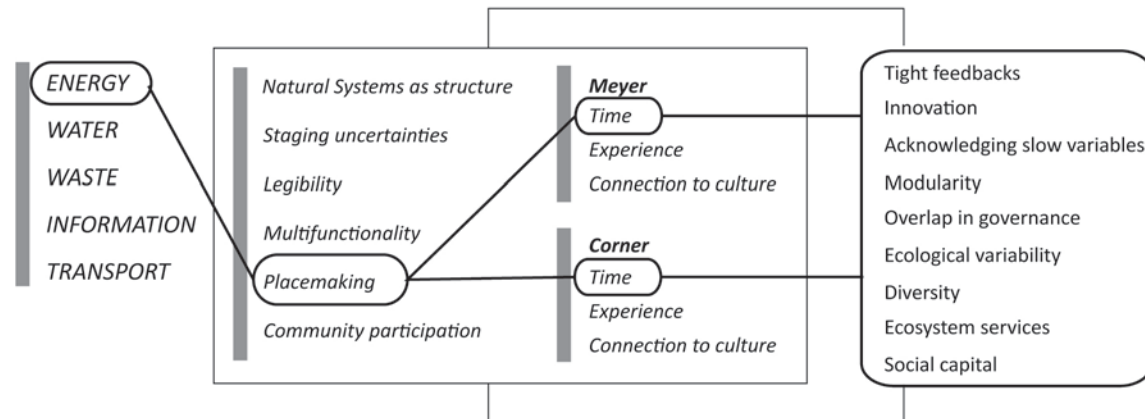 ENERGY
WATER
WASTE
INFORMATION
TRANSPORT
Natural Systems as structure
Staging uncertainties
Legibility
Multifunctionality
Placemaking
Community participation
Meyer
Time
Experience
Connection to culture
Corner
Time
Experience
Connection to culture
Tight feedbacks
Innovation
Acknowledging slow variables
Modularity
Overlap in governance
Ecological variability
Diversity
Ecosystem services
Social capital